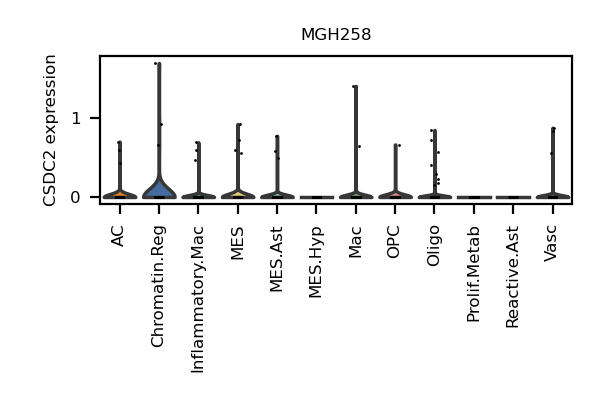 MGH258
CSDC2 expression
1
0
AC
Chromatin.Reg
Inflammatory.Mac
MES
MES.Ast
MES.Hyp
Mac
OPC
Oligo
Prolif.Metab
Reactive.Ast
Vasc